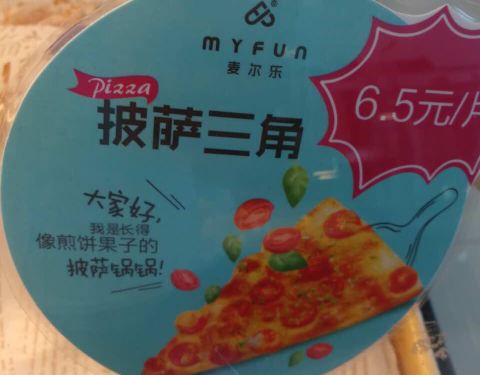 MYFUN
麦尔乐
Pizza
披萨三角
6.5元/片
大家好,
我是长得
像煎饼果子的
披萨锅锅!